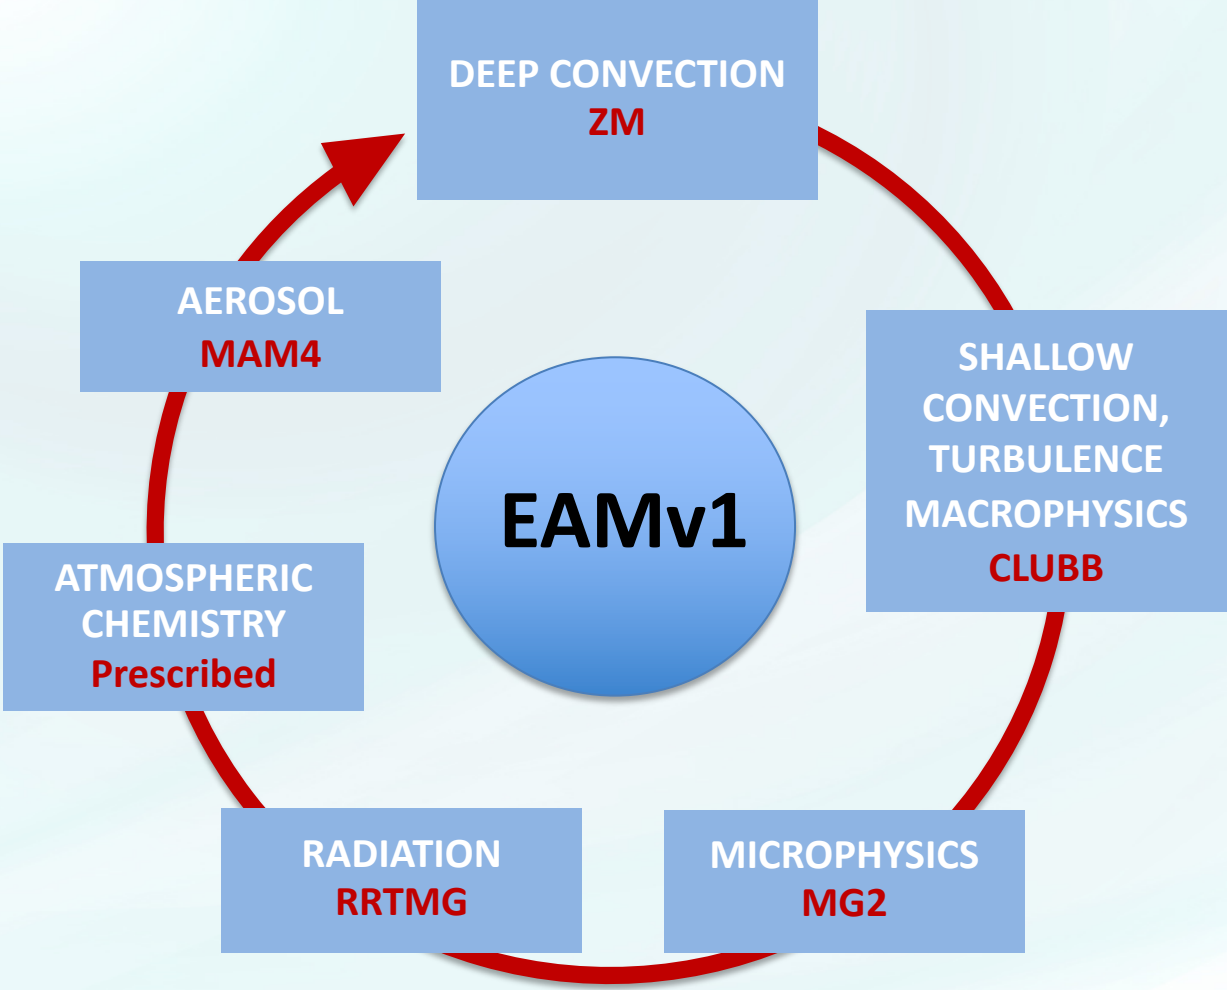 DEEP CONVECTION
ZM
SHALLOW
CONVECTION,
TURBULENCE
MACROPHYSICS
CLUBB
MICROPHYSICS
MG2
RADIATION
RRTMG
ATMOSPHERIC
CHEMISTRY
Prescribed
AEROSOL
MAM4
EAMv1